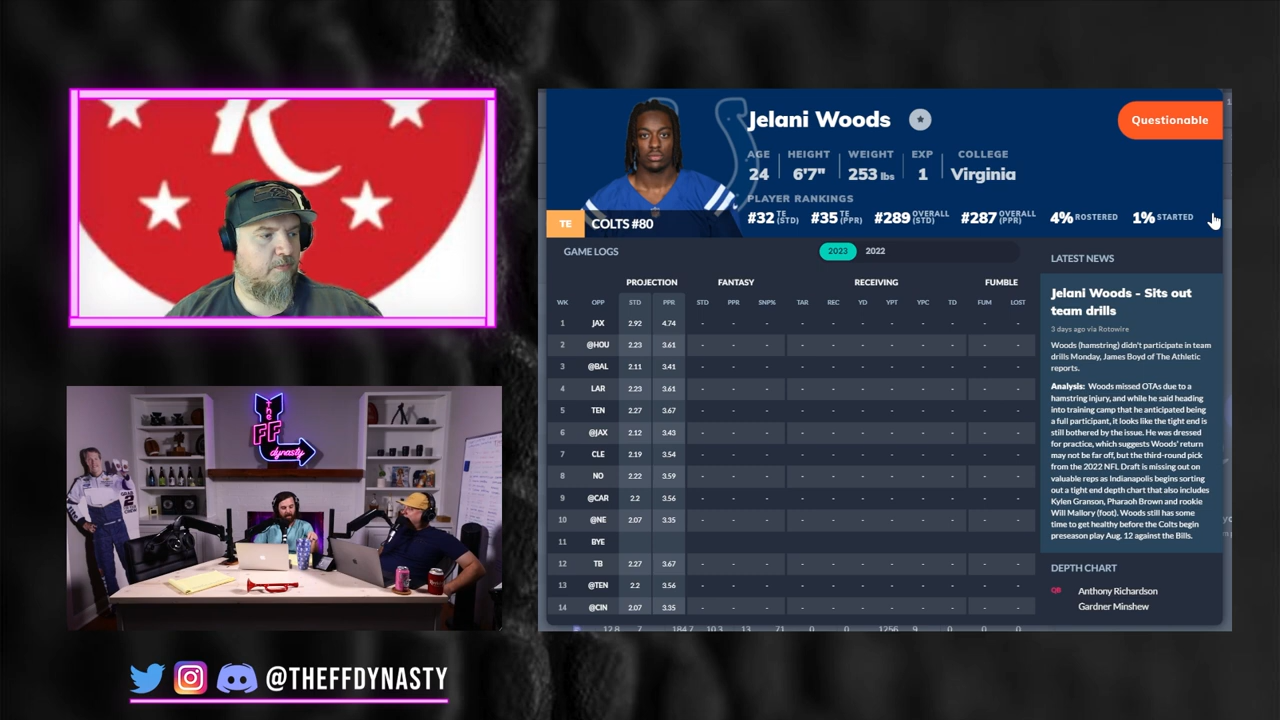 K
The
FF
dynasty
@THEFFDYNASTY
Jelani Woods
Questionable
AGE HEIGHT WEIGHT EXP COLLEGE
24 6'7" 253 lbs 1 Virginia
PLAYER RANKINGS
#32 TE (STD) #35 TE (PPR) #289 OVERALL (STD) #287 OVERALL (PPR) 4% ROSTERED 1% STARTED
TE COLTS #80
GAME LOGS 2023 2022
PROJECTION FANTASY RECEIVING FUMBLE
WK OPP STD PPR STD PPR SNP% TAR REC YD YPT YPC TD FUM LOST
1 JAX 2.92 4.74 - - - - - - - - - - -
2 @HOU 2.23 3.61 - - - - - - - - - - -
3 @BAL 2.11 3.41 - - - - - - - - - - -
4 LAR 2.23 3.61 - - - - - - - - - - -
5 TEN 2.27 3.67 - - - - - - - - - - -
6 @JAX 2.12 3.43 - - - - - - - - - - -
7 CLE 2.19 3.54 - - - - - - - - - - -
8 NO 2.22 3.59 - - - - - - - - - - -
9 @CAR 2.2 3.56 - - - - - - - - - - -
10 @NE 2.07 3.35 - - - - - - - - - - -
11 BYE
12 TB 2.27 3.67 - - - - - - - - - - -
13 @TEN 2.2 3.56 - - - - - - - - - - -
14 @CIN 2.07 3.35 - - - - - - - - - - -
LATEST NEWS
Jelani Woods - Sits out
team drills
3 days ago via Rotowire
Woods (hamstring) didn't participate in team
drills Monday, James Boyd of The Athletic
reports.
Analysis: Woods missed OTAs due to a
hamstring injury, and while he said heading
into training camp that he anticipated being
a full participant, it looks like the tight end is
still bothered by the issue. He was dressed
for practice, which suggests Woods' return
may not be far off, but the third-round pick
from the 2022 NFL Draft is missing out on
valuable reps as Indianapolis begins sorting
out a tight end depth chart that also includes
Kylen Granson, Pharaoh Brown and rookie
Will Mallory (foot). Woods still has some
time to get healthy before the Colts begin
preseason play Aug. 12 against the Bills.
DEPTH CHART
QB Anthony Richardson
Gardner Minshew